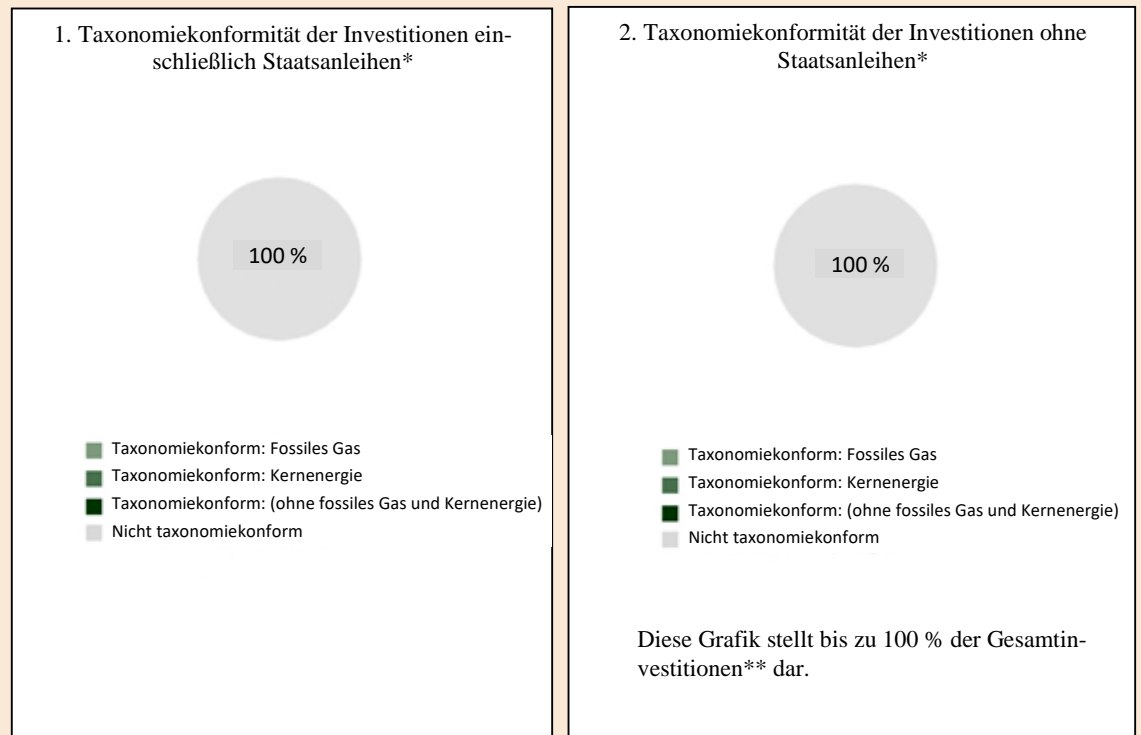 1. Taxonomiekonformität der Investitionen ein-
schließlich Staatsanleihen*
100 %
Taxonomiekonform: Fossiles Gas
Taxonomiekonform: Kernenergie
Taxonomiekonform: (ohne fossiles Gas und Kernenergie)
Nicht taxonomiekonform
2. Taxonomiekonformität der Investitionen ohne
Staatsanleihen*
100 %
Taxonomiekonform: Fossiles Gas
Taxonomiekonform: Kernenergie
Taxonomiekonform: (ohne fossiles Gas und Kernenergie)
Nicht taxonomiekonform
Diese Grafik stellt bis zu 100 % der Gesamtin-
vestitionen** dar.